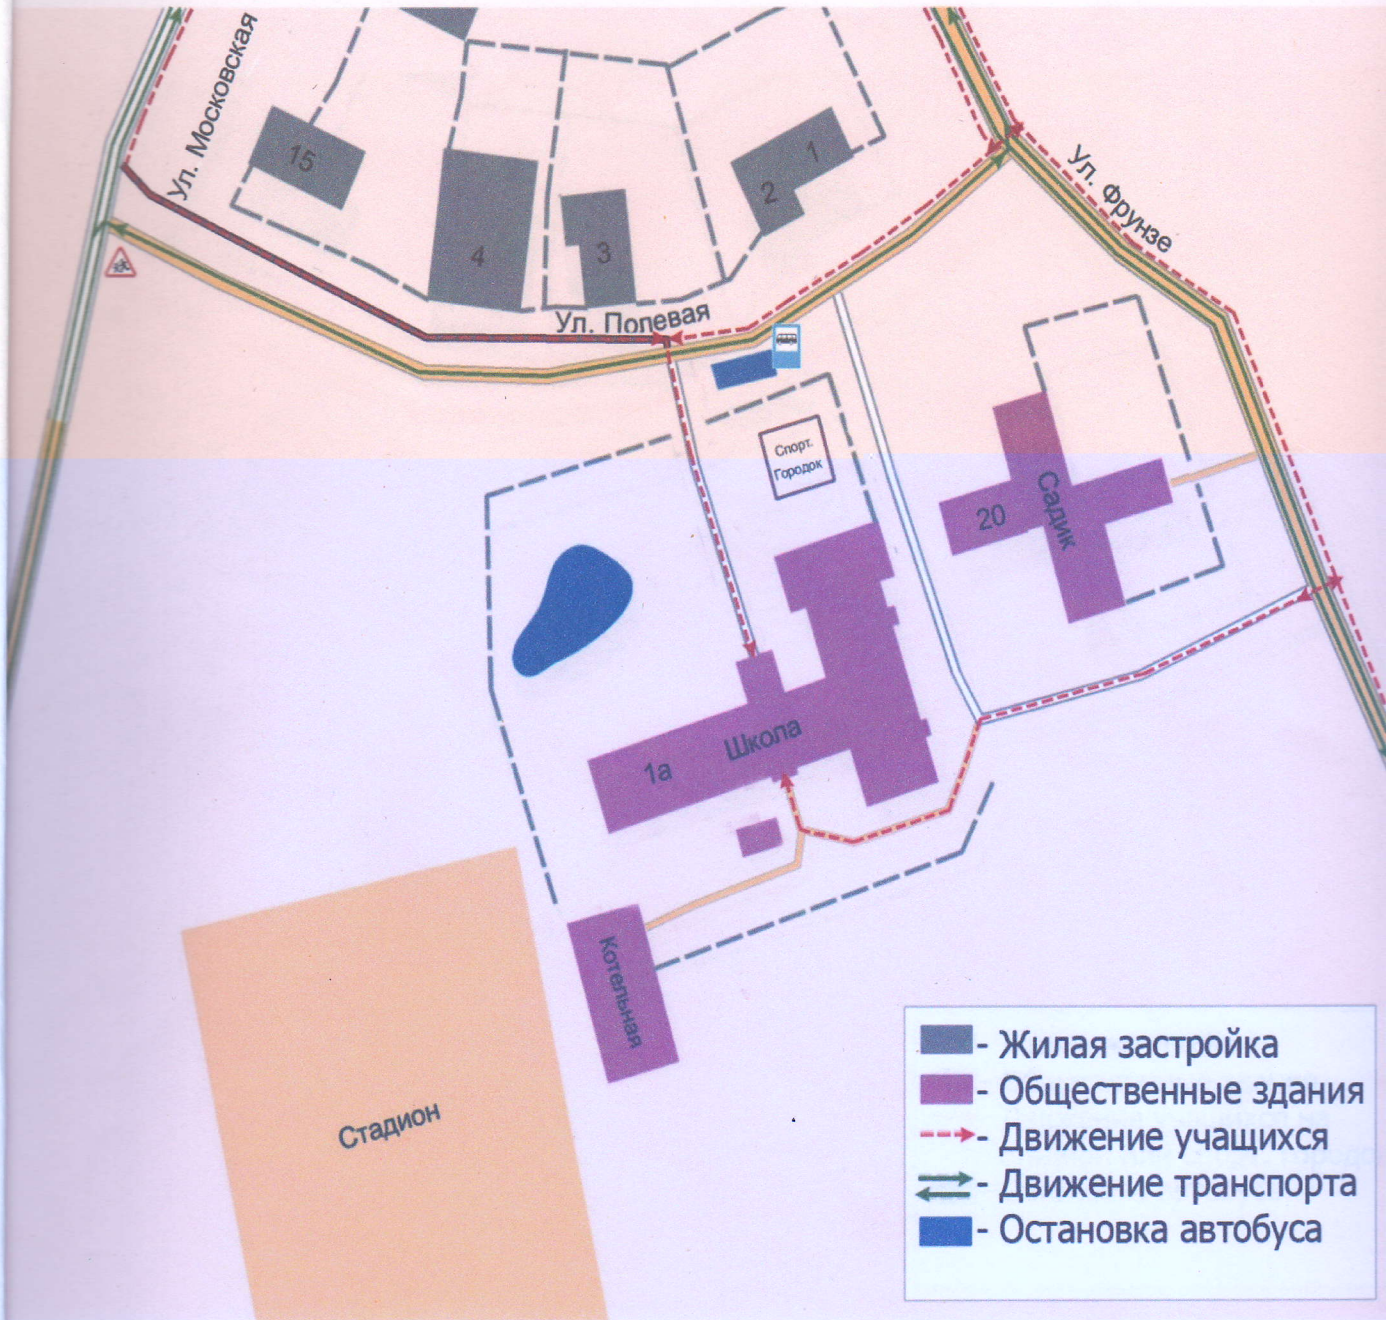 Ул. Московская
15
4
3
2
1
Ул. Фрунзе
Ул. Полевая
Спорт.
Городок
20
Садик
Школа
1а
Котельная
Стадион
- Жилая застройка
- Общественные здания
- Движение учащихся
- Движение транспорта
- Остановка автобуса